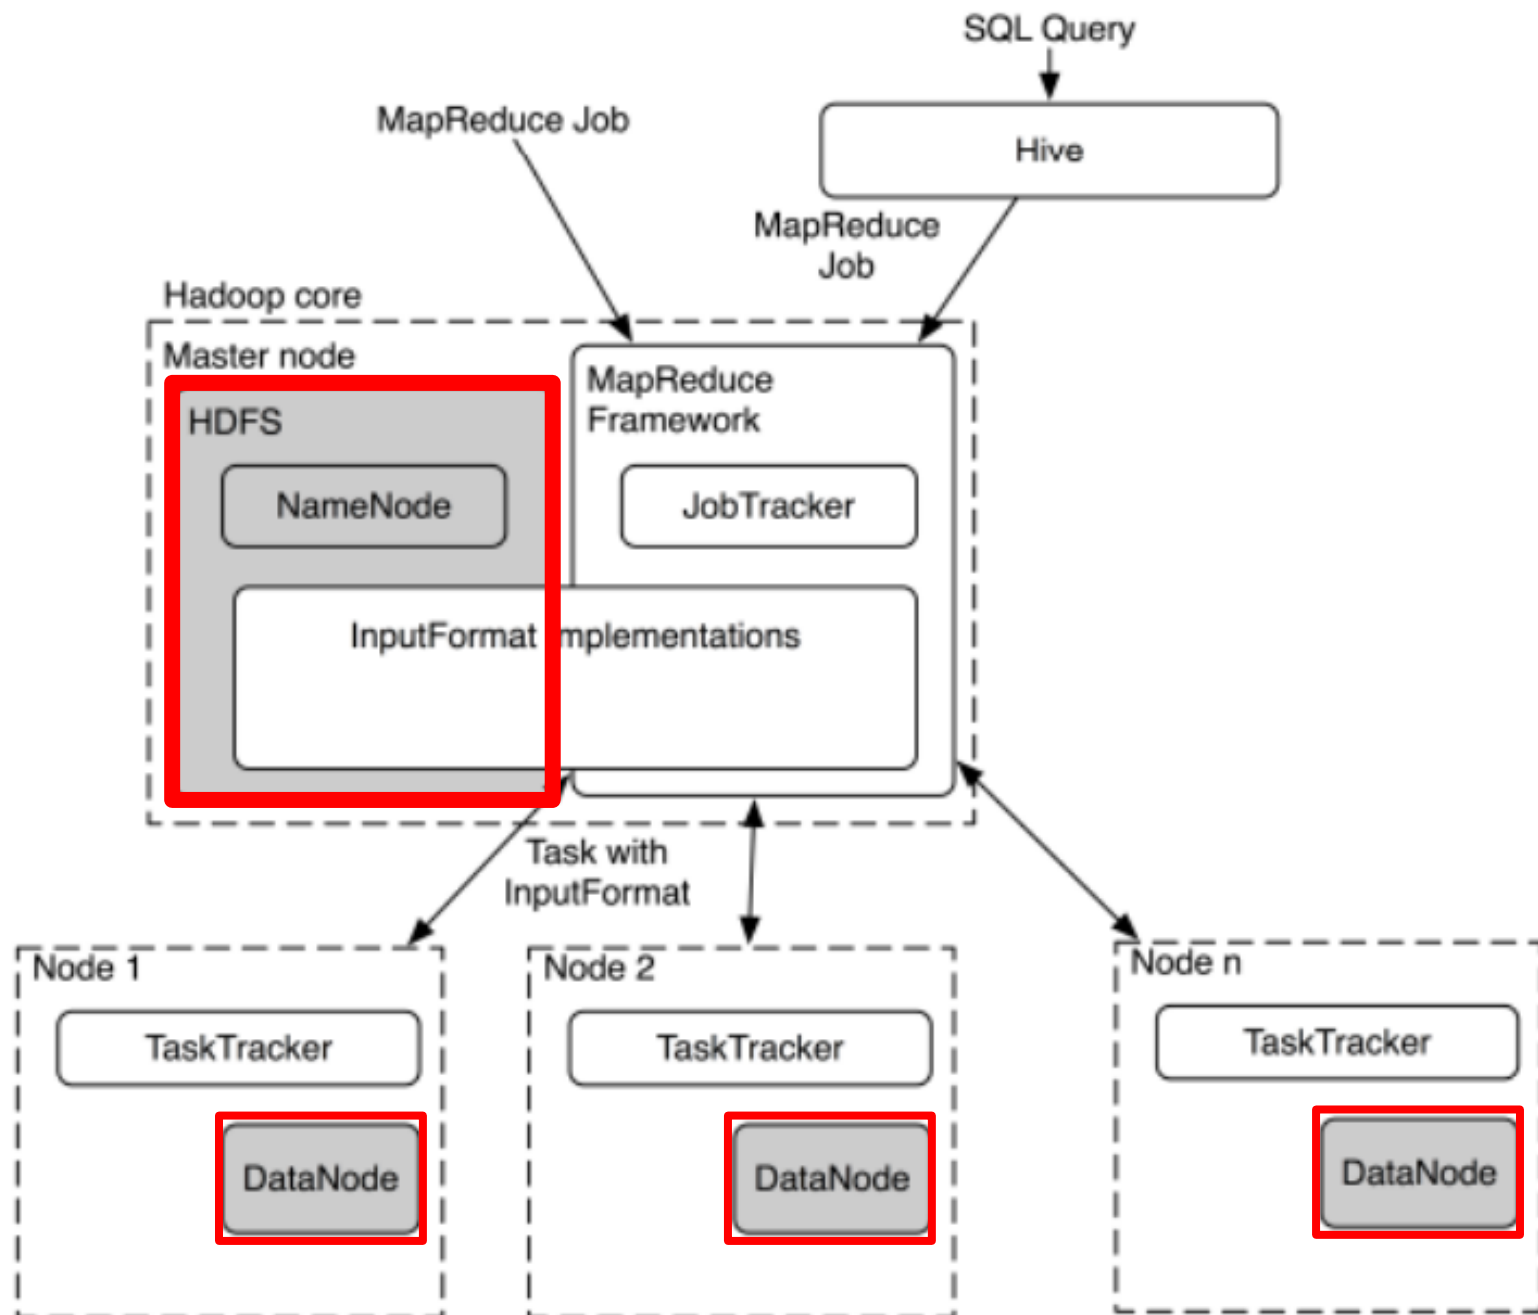 SQL Query
MapReduce Job
Hive
MapReduce
Job
Hadoop core
Master node
HDFS
MapReduce
Framework
NameNode
JobTracker
InputFormat mplementations
Task with
InputFormat
Node 1
Node 2
Node n
TaskTracker
TaskTracker
TaskTracker
DataNode
DataNode
DataNode